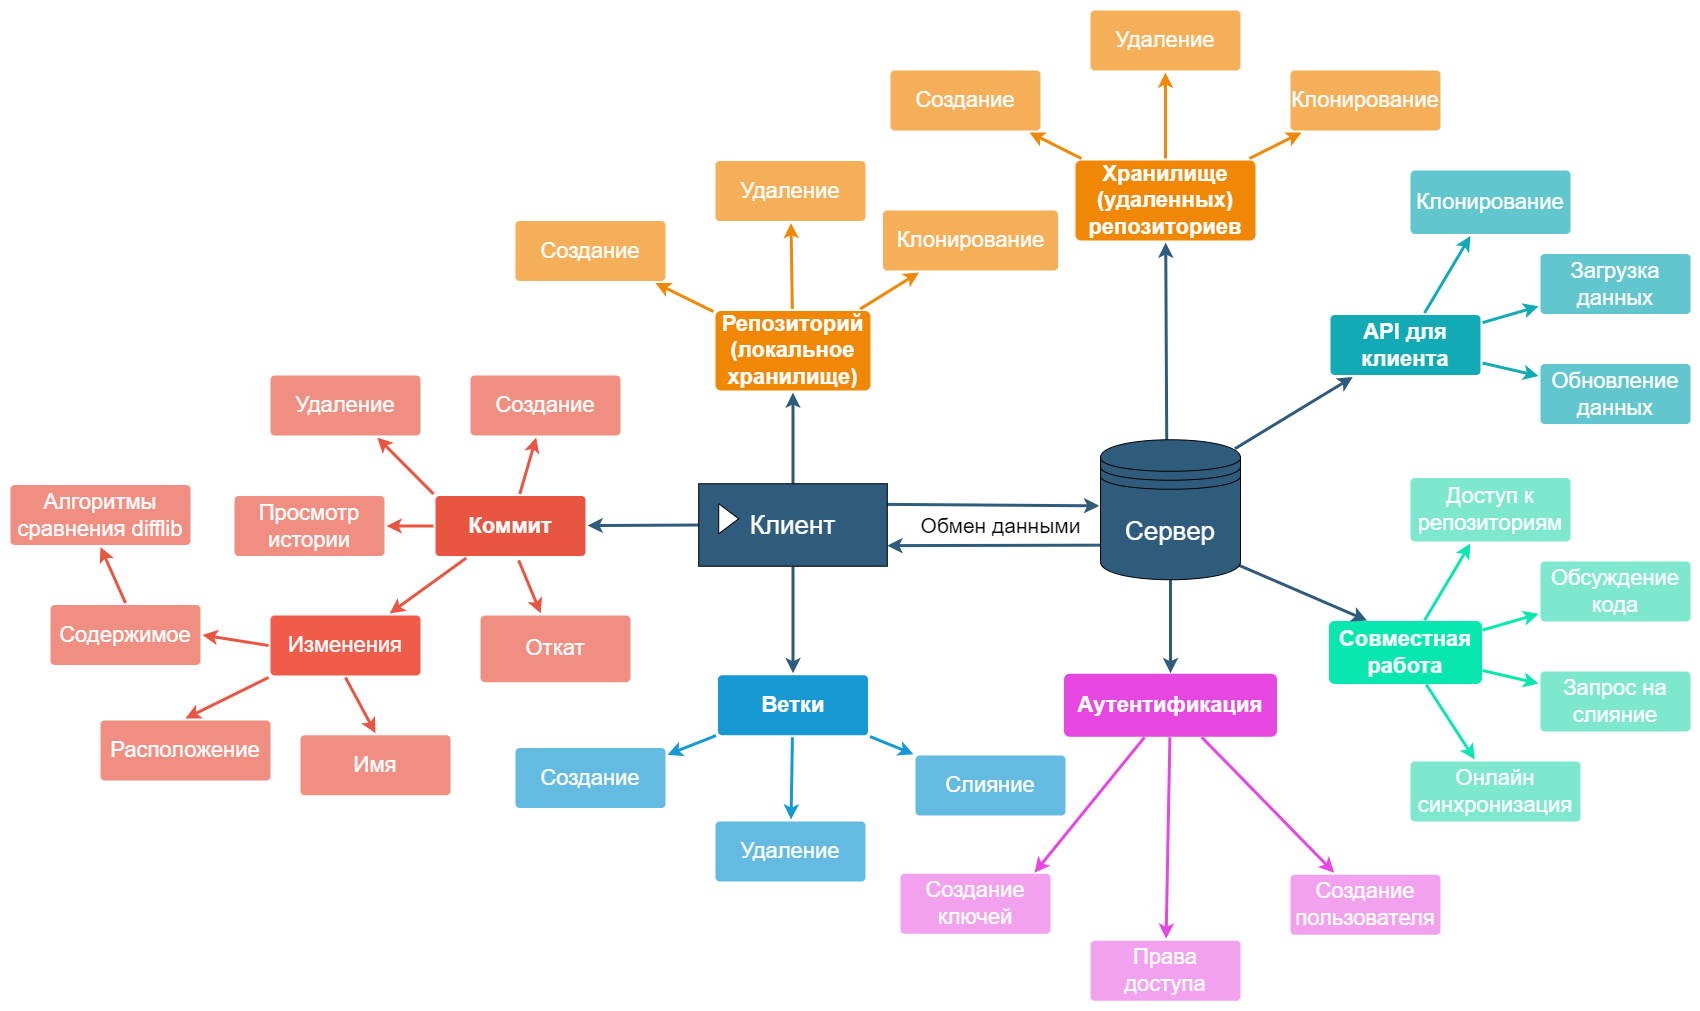 Удаление
Создание
Клонирование
Хранилище
(удаленных)
репозиториев
Удаление
Создание
Клонирование
Репозиторий
(локальное
хранилище)
Клонирование
Загрузка
данных
API для
клиента
Обновление
данных
Удаление
Создание
Алгоритмы
сравнения difflib
Просмотр
истории
Коммит
Клиент
Обмен данными
Сервер
Доступ к
репозиториям
Обсуждение
кода
Содержимое
Изменения
Откат
Совместная
работа
Запрос на
слияние
Расположение
Имя
Ветки
Аутентификация
Онлайн
синхронизация
Создание
Удаление
Слияние
Создание
ключей
Права
доступа
Создание
пользователя